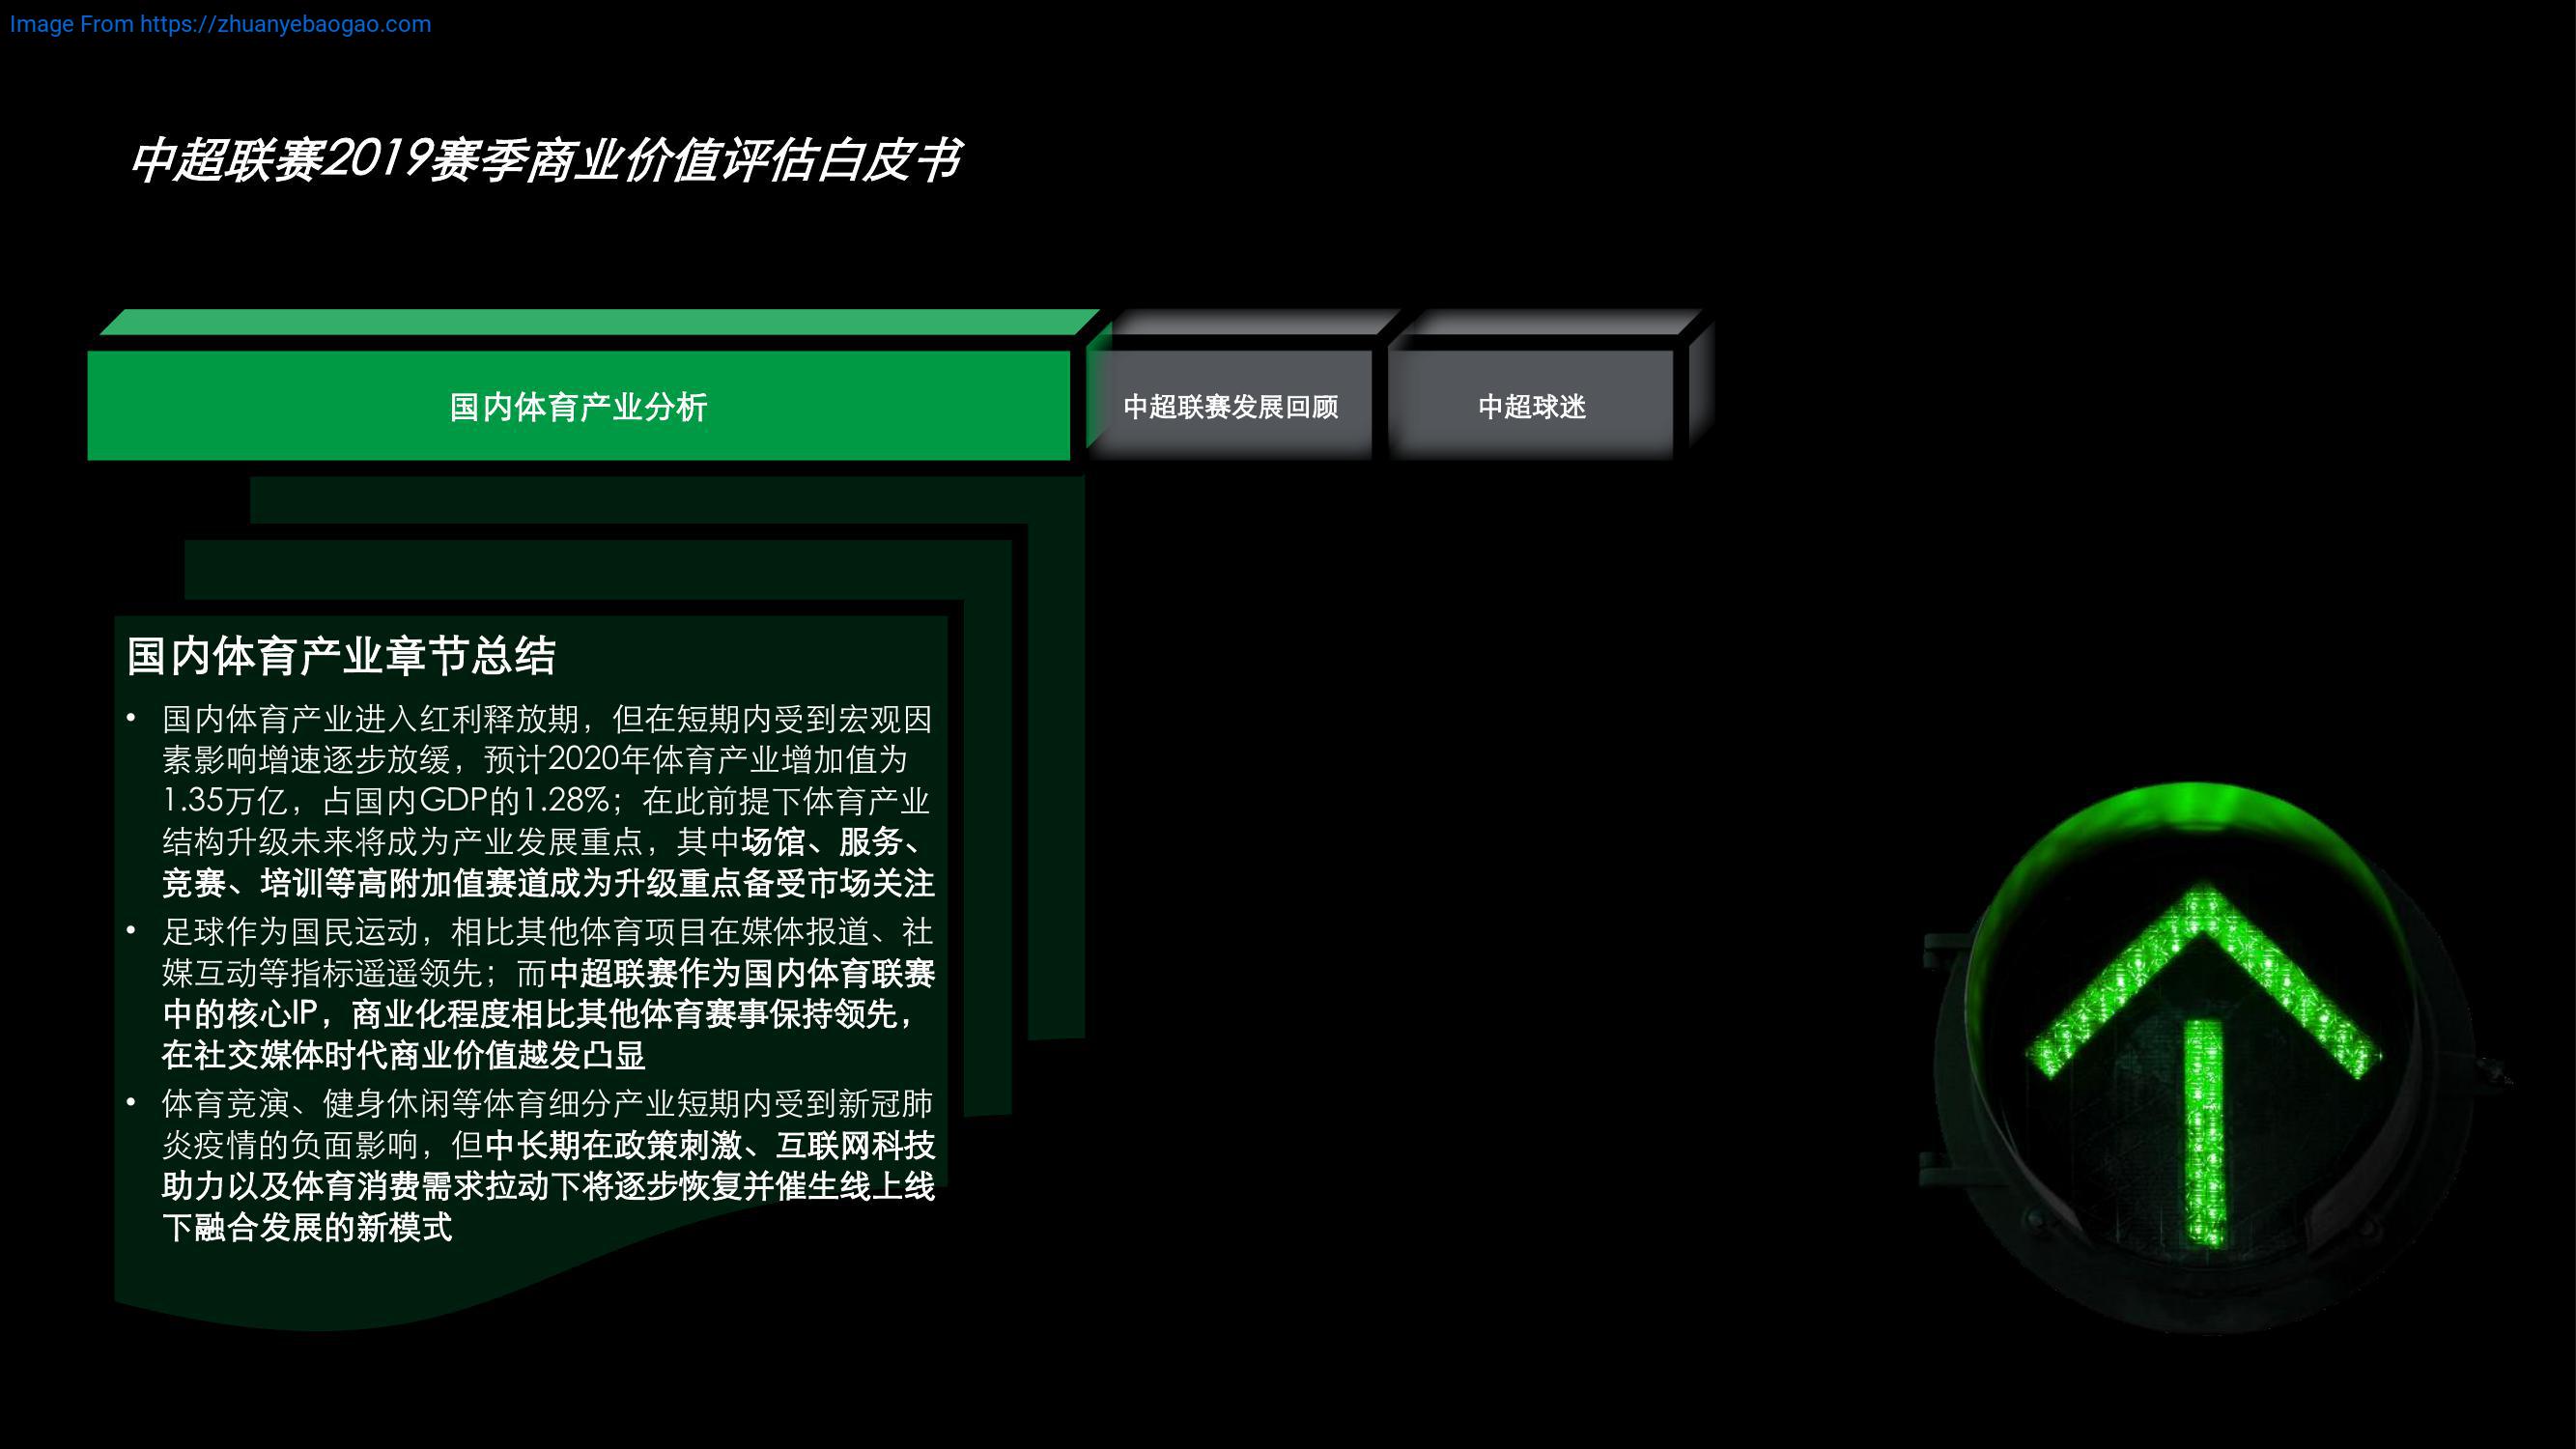 Image From https://zhuanyebaogao.com
中超联赛2019赛季商业价值评估白皮书
国内体育产业分析
中超联赛发展回顾
中超球迷
国内体育产业章节总结
• 国内体育产业进入红利释放期，但在短期内受到宏观因
素影响增速逐步放缓，预计2020年体育产业增加值为
1.35万亿，占国内GDP的1.28%；在此前提下体育产业
结构升级未来将成为产业发展重点，其中场馆、服务、
竞赛、培训等高附加值赛道成为升级重点备受市场关注
• 足球作为国民运动，相比其他体育项目在媒体报道、社
媒互动等指标遥遥领先；而中超联赛作为国内体育联赛
中的核心IP，商业化程度相比其他体育赛事保持领先，
在社交媒体时代商业价值越发凸显
• 体育竞演、健身休闲等体育细分产业短期内受到新冠肺
炎疫情的负面影响，但中长期在政策刺激、互联网科技
助力以及体育消费需求拉动下将逐步恢复并催生线上线
下融合发展的新模式